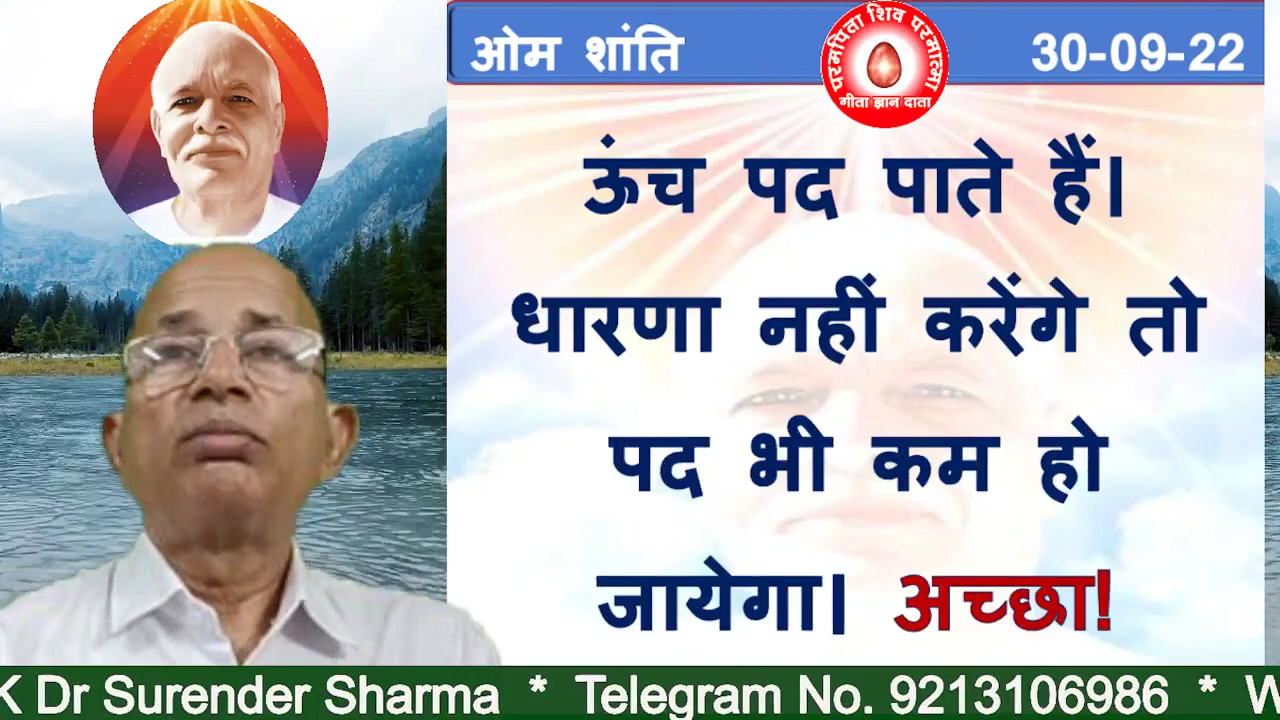 ओम शांति
परमपिता शिव परमात्मा
गीता ज्ञान दाता
30-09-22
ऊंच पद पाते हैं।
धारणा नहीं करेंगे तो
पद भी कम हो
जायेगा। अच्छा!
K Dr Surender Sharma * Telegram No. 9213106986 * W